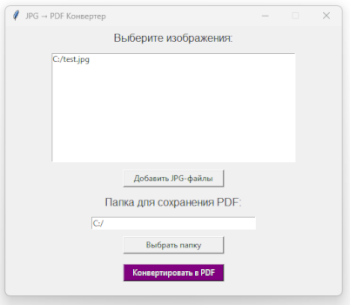 JPG → PDF Конвертер
Выберите изображения:
C:/test.jpg
Добавить JPG-файлы
Папка для сохранения PDF:
C:/
Выбрать папку
Конвертировать в PDF